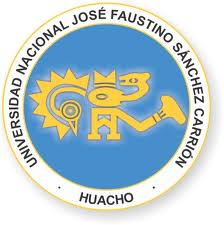 UNIVERSIDAD NACIONAL JOSÉ FAUSTINO SÁNCHEZ CARRIÓN
· HUACHO ·